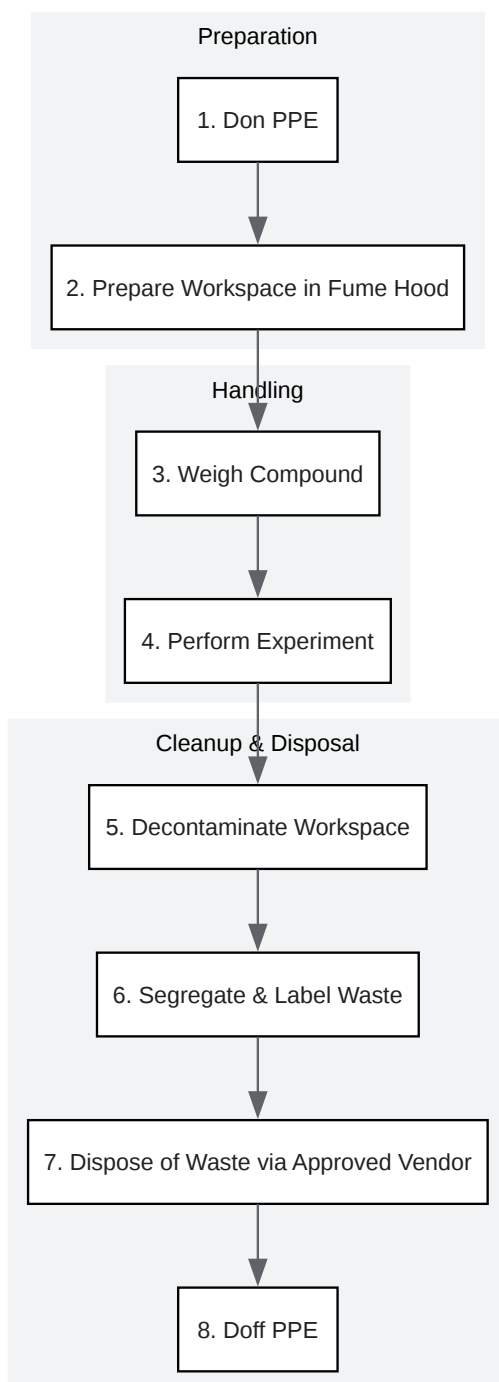 Preparation
1. Don PPE
2. Prepare Workspace in Fume Hood
Handling
3. Weigh Compound
4. Perform Experiment
Cleanup & Disposal
5. Decontaminate Workspace
6. Segregate & Label Waste
7. Dispose of Waste via Approved Vendor
8. Doff PPE